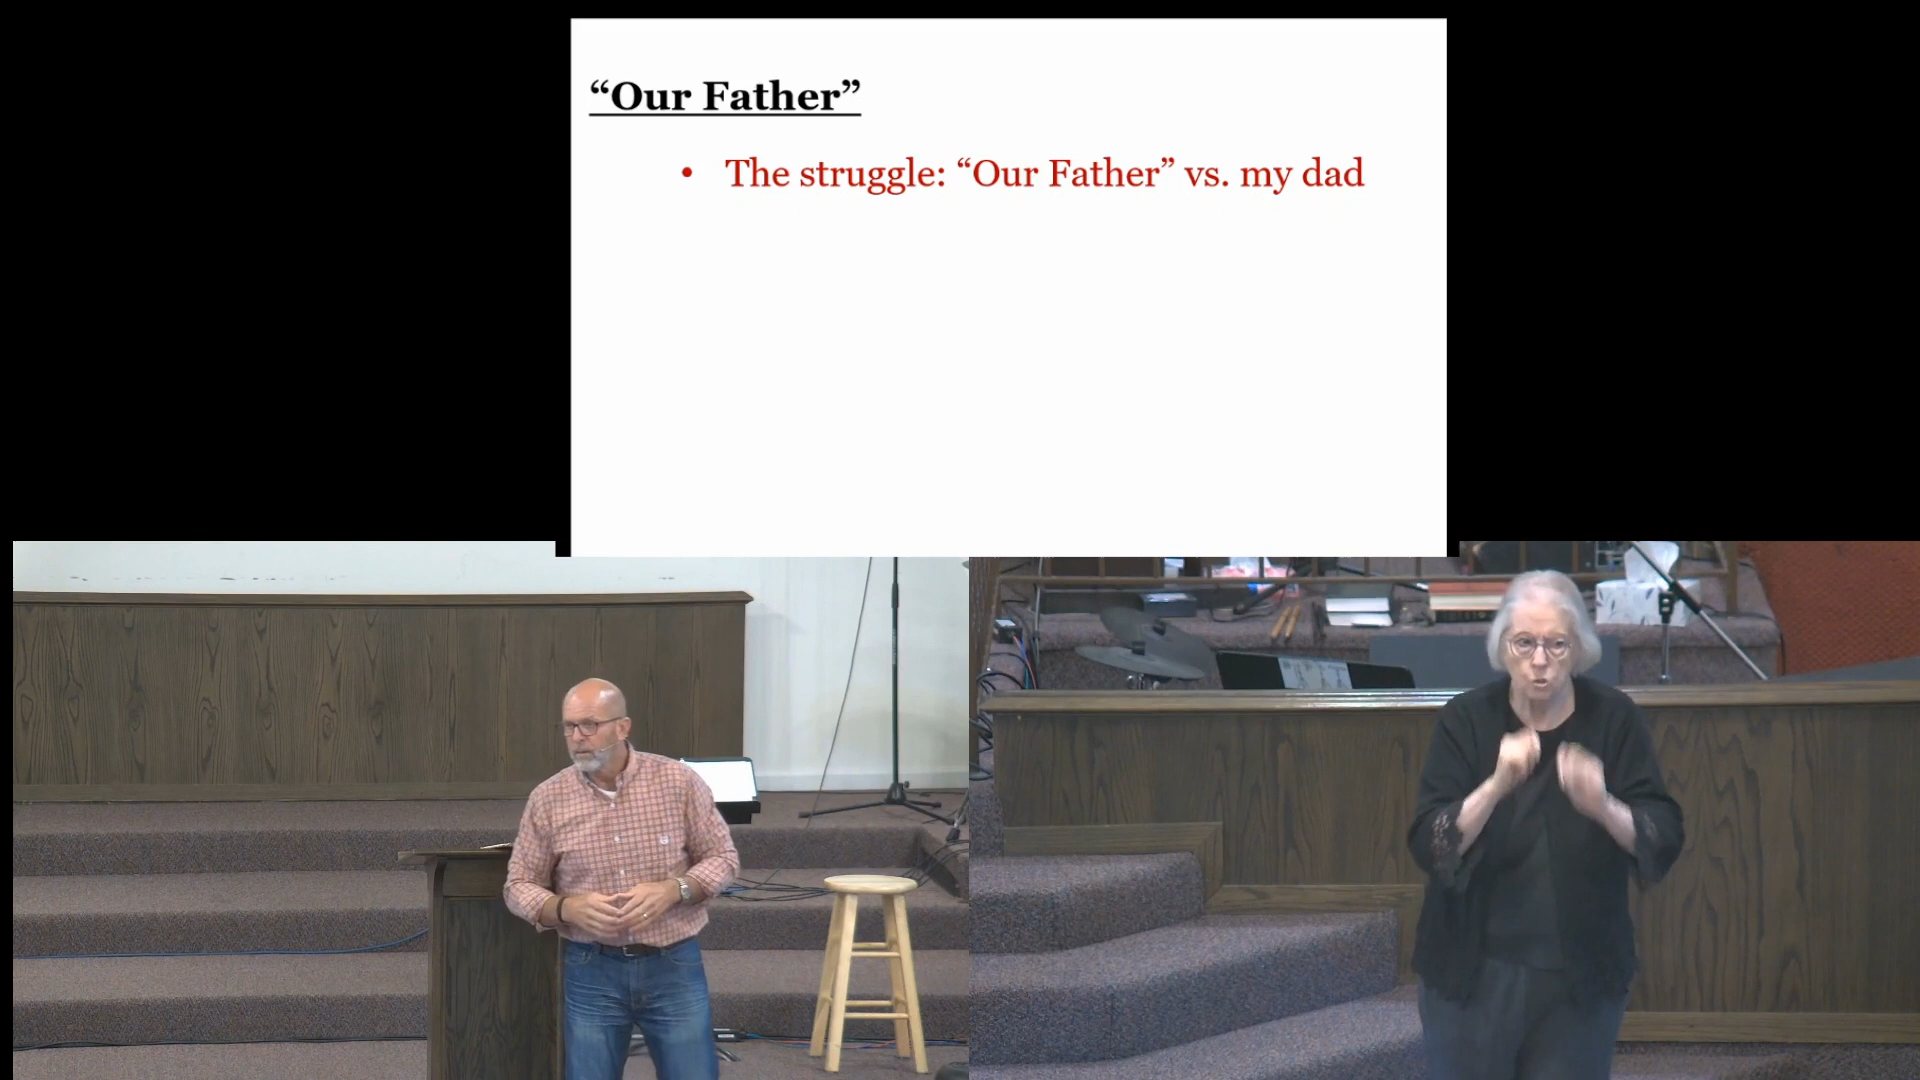 “Our Father”
• The struggle: “Our Father” vs. my dad